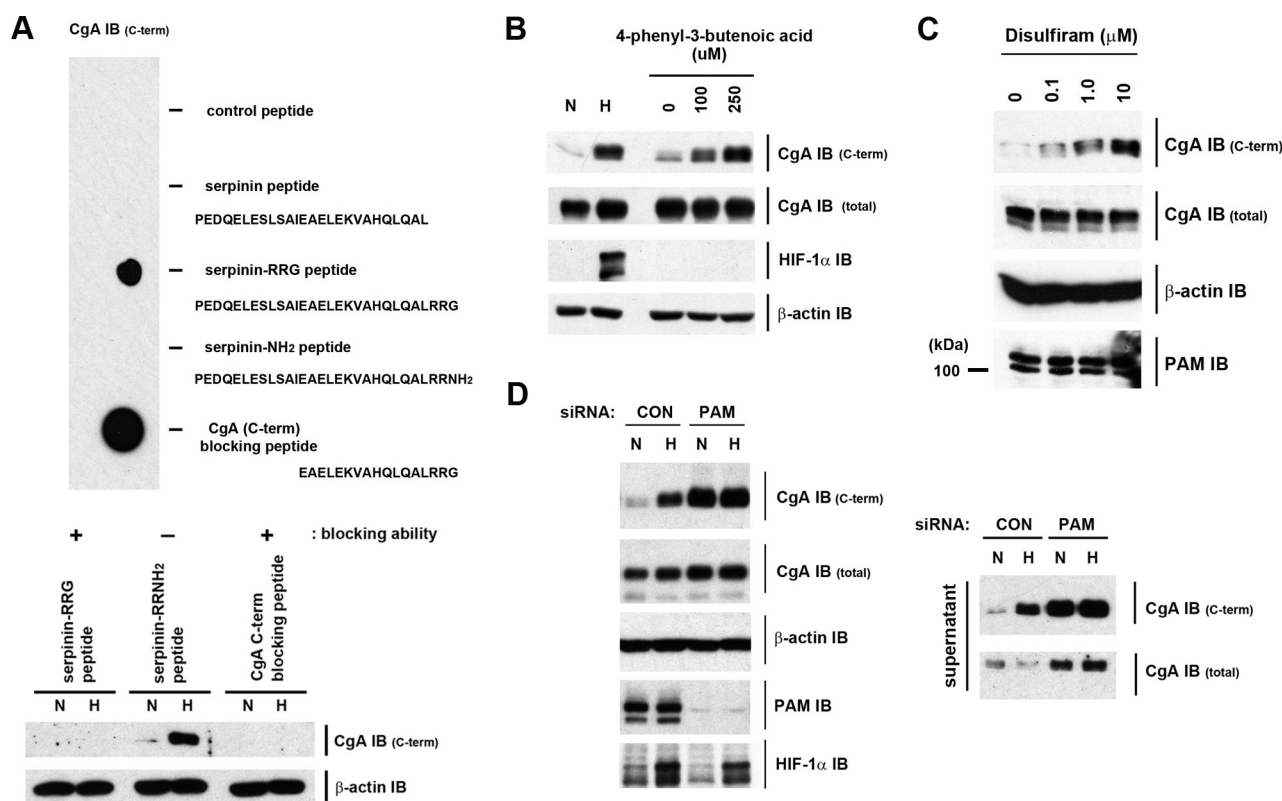 A
CgA IB (C-term)
control peptide
serpinin peptide
PEDQELESLSAIEAELEKVAHQLQAL
serpinin-RRG peptide
PEDQELESLSAIEAELEKVAHQLQALRRG
serpinin-NH2 peptide
PEDQELESLSAIEAELEKVAHQLQALRRNH2
CgA (C-term)
blocking peptide
EAELEKVAHQLQALRRG
+ – + : blocking ability
serpinin-RRG
peptide
serpinin-RRNH2
peptide
CgA C-term
blocking peptide
N H N H N H
CgA IB (C-term)
β-actin IB
B
4-phenyl-3-butenoic acid
(uM)
N H 0 100 250
CgA IB (C-term)
CgA IB (total)
HIF-1α IB
β-actin IB
C
Disulfiram (μM)
0 0.1 1.0 10
CgA IB (C-term)
CgA IB (total)
β-actin IB
(kDa)
100
PAM IB
D
siRNA: CON PAM
N H N H
CgA IB (C-term)
CgA IB (total)
β-actin IB
PAM IB
HIF-1α IB
siRNA: CON PAM
N H N H
supernatant
CgA IB (C-term)
CgA IB (total)